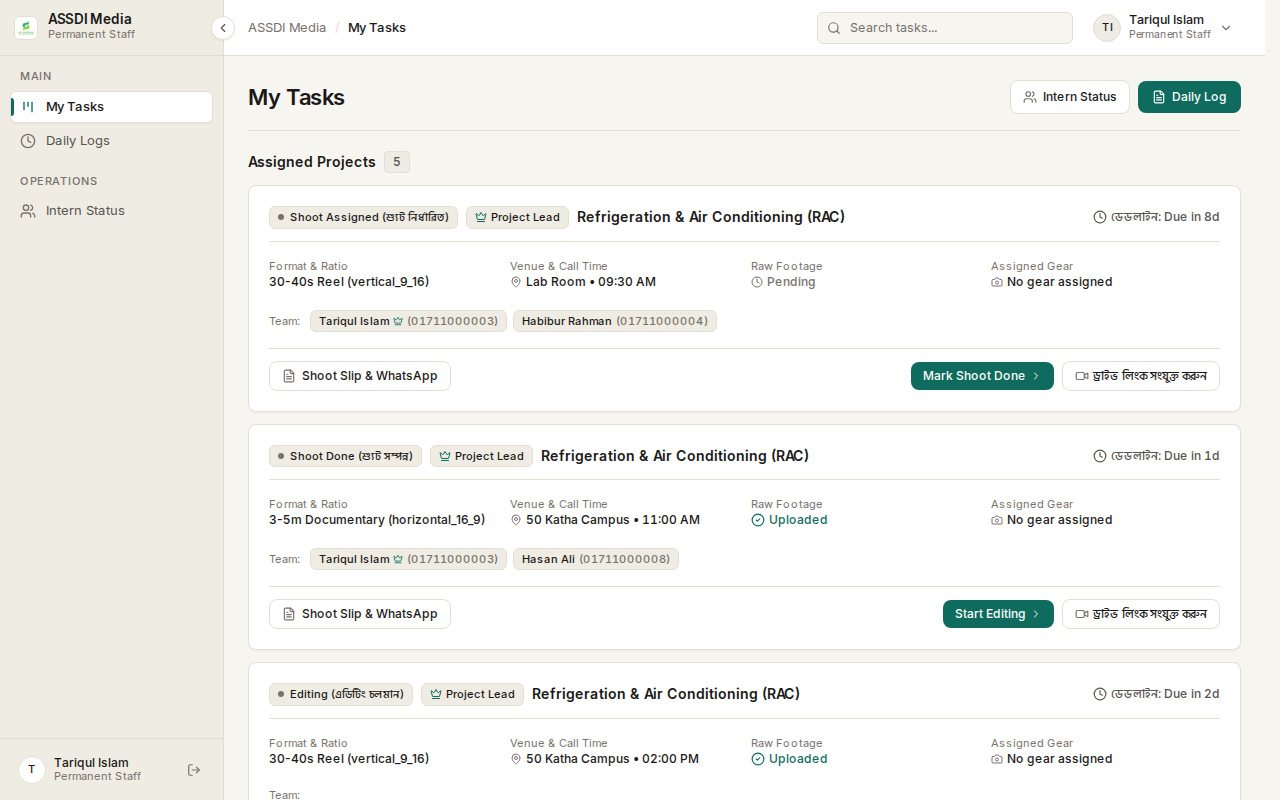 ASSDI Media
Permanent Staff
ASSDI Media / My Tasks
Search tasks...
TI
Tariqul Islam
Permanent Staff
MAIN
My Tasks
Daily Logs
OPERATIONS
Intern Status
My Tasks
Intern Status
Daily Log
Assigned Projects 5
Shoot Assigned (শ্যুট নির্ধারিত) Project Lead Refrigeration & Air Conditioning (RAC) ডেডলাইন: Due in 8d
Format & Ratio Venue & Call Time Raw Footage Assigned Gear
30-40s Reel (vertical_9_16) Lab Room • 09:30 AM Pending No gear assigned
Team: Tariqul Islam (01711000003) Habibur Rahman (01711000004)
Shoot Slip & WhatsApp Mark Shoot Done ড্রাইভ লিংক সংযুক্ত করুন
Shoot Done (শ্যুট সম্পন্ন) Project Lead Refrigeration & Air Conditioning (RAC) ডেডলাইন: Due in 1d
Format & Ratio Venue & Call Time Raw Footage Assigned Gear
3-5m Documentary (horizontal_16_9) 50 Katha Campus • 11:00 AM Uploaded No gear assigned
Team: Tariqul Islam (01711000003) Hasan Ali (01711000008)
Shoot Slip & WhatsApp Start Editing ড্রাইভ লিংক সংযুক্ত করুন
Editing (এডিটিং চলমান) Project Lead Refrigeration & Air Conditioning (RAC) ডেডলাইন: Due in 2d
Format & Ratio Venue & Call Time Raw Footage Assigned Gear
30-40s Reel (vertical_9_16) 50 Katha Campus • 02:00 PM Uploaded No gear assigned
Team:
T
Tariqul Islam
Permanent Staff